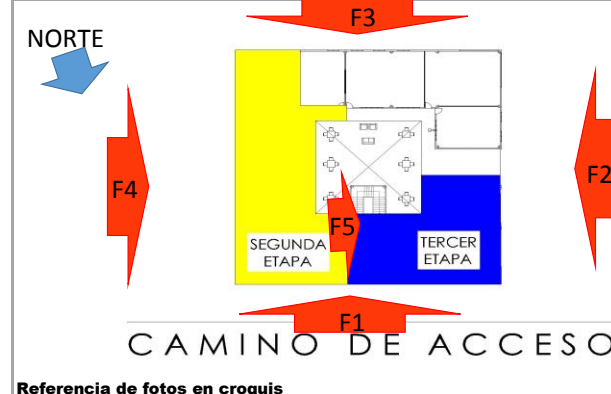 F3
NORTE
F4
F2
F5
SEGUNDA
ETAPA
TERCER
ETAPA
F1
CAMINO DE ACCESO
Referencia de fotos en croquis